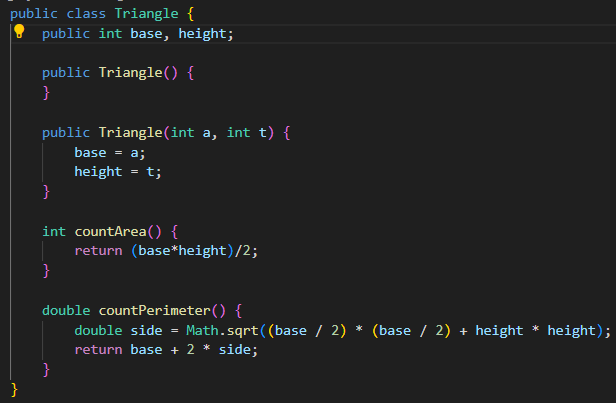 public class Triangle {
    public int base, height;

    public Triangle() {
    }

    public Triangle(int a, int t) {
        base = a;
        height = t;
    }

    int countArea() {
        return (base*height)/2;
    }

    double countPerimeter() {
        double side = Math.sqrt((base / 2) * (base / 2) + height * height);
        return base + 2 * side;
    }
}